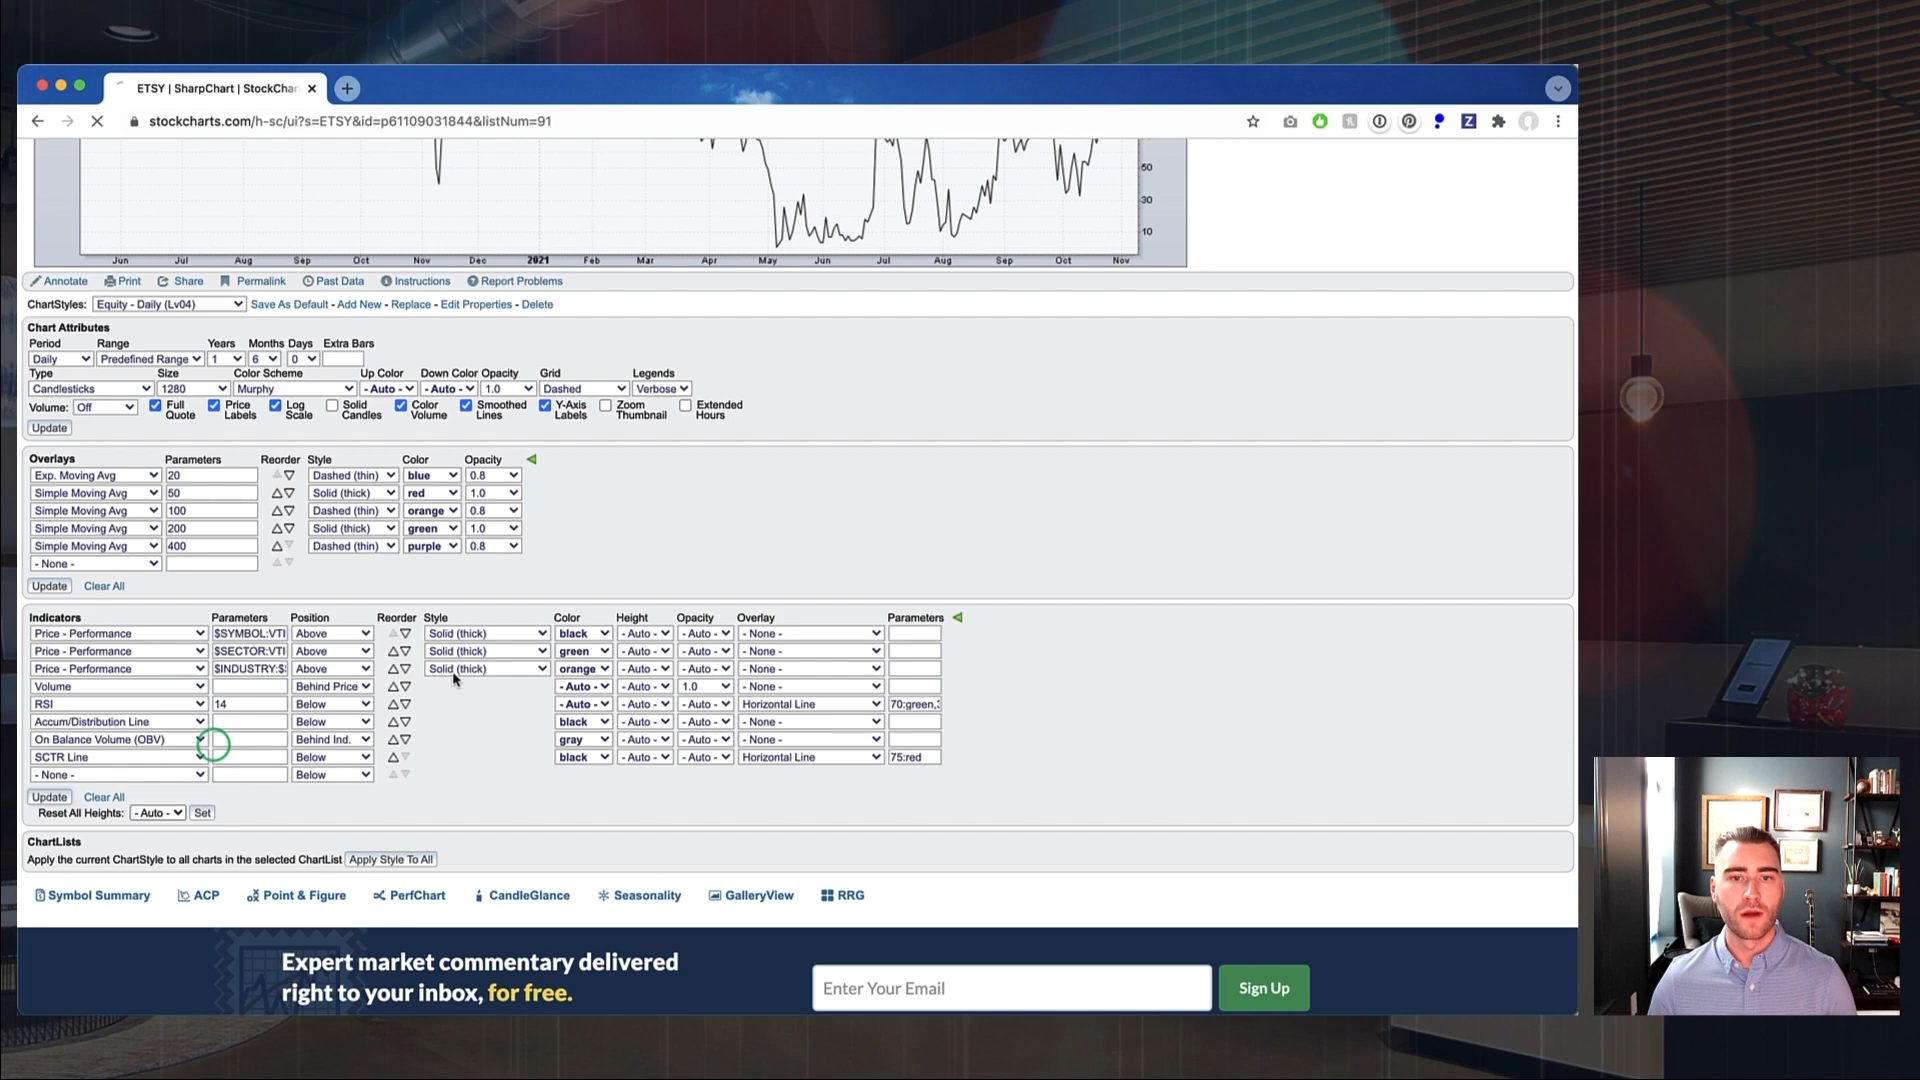 ETSY | SharpChart | StockChar
stockcharts.com/h-sc/ui?s=ETSY&id=p61109031844&listNum=91
50
30
10
Jun Jul Aug Sep Oct Nov Dec 2021 Feb Mar Apr May Jun Jul Aug Sep Oct Nov
Annotate Print Share Permalink Past Data Instructions Report Problems
ChartStyles: Equity - Daily (Lv04) Save As Default - Add New - Replace - Edit Properties - Delete
Chart Attributes
Period Range Years Months Days Extra Bars
Daily Predefined Range 1 6 0
Type Size Color Scheme Up Color Down Color Opacity Grid Legends
Candlesticks 1280 Murphy - Auto - - Auto - 1.0 Dashed Verbose
Volume: Off Full Quote Price Labels Log Scale Solid Candles Color Volume Smoothed Lines Y-Axis Labels Zoom Thumbnail Extended Hours
Update
Overlays Parameters Reorder Style Color Opacity
Exp. Moving Avg 20 Dashed (thin) blue 0.8
Simple Moving Avg 50 Solid (thick) red 1.0
Simple Moving Avg 100 Dashed (thin) orange 0.8
Simple Moving Avg 200 Solid (thick) green 1.0
Simple Moving Avg 400 Dashed (thin) purple 0.8
- None -
Update Clear All
Indicators Parameters Position Reorder Style Color Height Opacity Overlay Parameters
Price - Performance $SYMBOL:VTI Above Solid (thick) black - Auto - - Auto - - None -
Price - Performance $SECTOR:VTI Above Solid (thick) green - Auto - - Auto - - None -
Price - Performance $INDUSTRY:$ Above Solid (thick) orange - Auto - - Auto - - None -
Volume Behind Price - Auto - - Auto - 1.0 - None -
RSI 14 Below - Auto - - Auto - - Auto - Horizontal Line 70:green,
Accum/Distribution Line Below black - Auto - - Auto - - None -
On Balance Volume (OBV) Behind Ind. gray - Auto - - Auto - - None -
SCTR Line Below black - Auto - - Auto - Horizontal Line 75:red
- None - Below
Update Clear All
Reset All Heights: - Auto - Set
ChartLists
Apply the current ChartStyle to all charts in the selected ChartList Apply Style To All
Symbol Summary ACP Point & Figure PerfChart CandleGlance Seasonality GalleryView RRG
Expert market commentary delivered
right to your inbox, for free.
Enter Your Email Sign Up